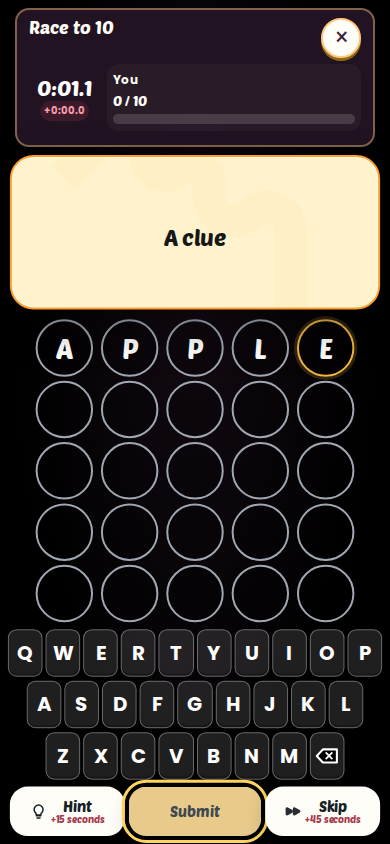 Race to 10
×
0:01.1
+0:00.0
You
0 / 10
A clue
A P P L E
Q W E R T Y U I O P
A S D F G H J K L
Z X C V B N M
Hint
+15 seconds
Submit
Skip
+45 seconds